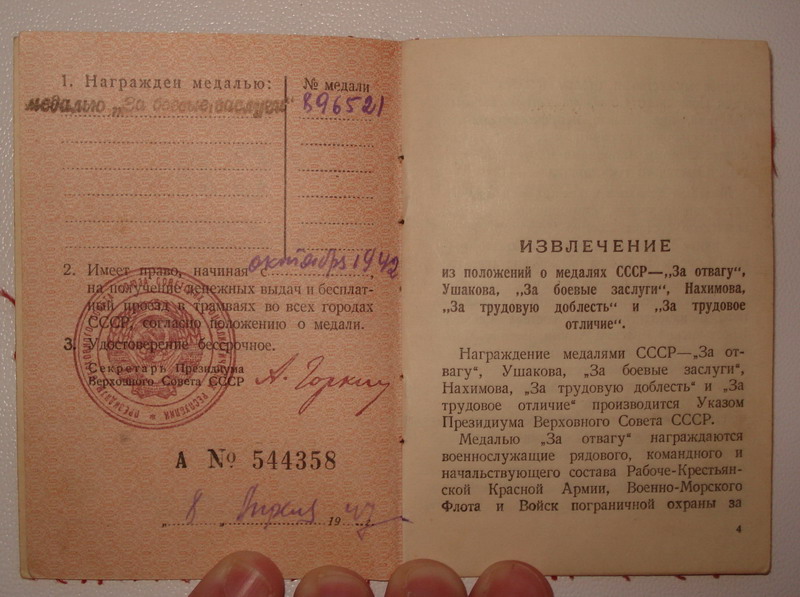 1. Награжден медалью:
№ медали
медалью „За боевые заслуги"
896521
2. Имеет право, начиная с октября 1942
на получение денежных выдач и бесплат-
ный проезд в трамваях во всех городах
СССР, согласно положению о медали.
3. Удостоверение бессрочное.
Секретарь Президиума
Верховного Совета СССР
А. Горкин
А № 544358
„ 8 " Апреля 1947
ИЗВЛЕЧЕНИЕ
из положений о медалях СССР—„За отвагу",
Ушакова, „За боевые заслуги", Нахимова,
„За трудовую доблесть" и „За трудовое
отличие".
Награждение медалями СССР—„За от-
вагу", Ушакова, „За боевые заслуги",
Нахимова, „За трудовую доблесть" и „За
трудовое отличие" производится Указом
Президиума Верховного Совета СССР.
Медалью „За отвагу" награждаются
военнослужащие рядового, командного и
начальствующего состава Рабоче-Крестьян-
ской Красной Армии, Военно-Морского
Флота и Войск пограничной охраны за
4